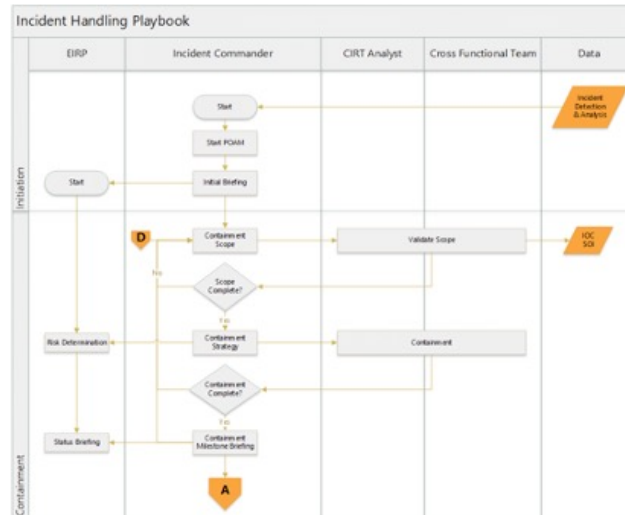 Incident Handling Playbook
EIRP
Incident Commander
CIRT Analyst
Cross Functional Team
Data
Initiation
Start
Incident
Detection
& Analysis
Start POAM
Start
Initial Briefing
Containment
D
Containment
Scope
Validate Scope
IOC
SOI
No
Scope
Complete?
Yes
Risk Determination
Containment
Strategy
Containment
Containment
Complete?
Yes
Status Briefing
Containment
Milestone Briefing
A